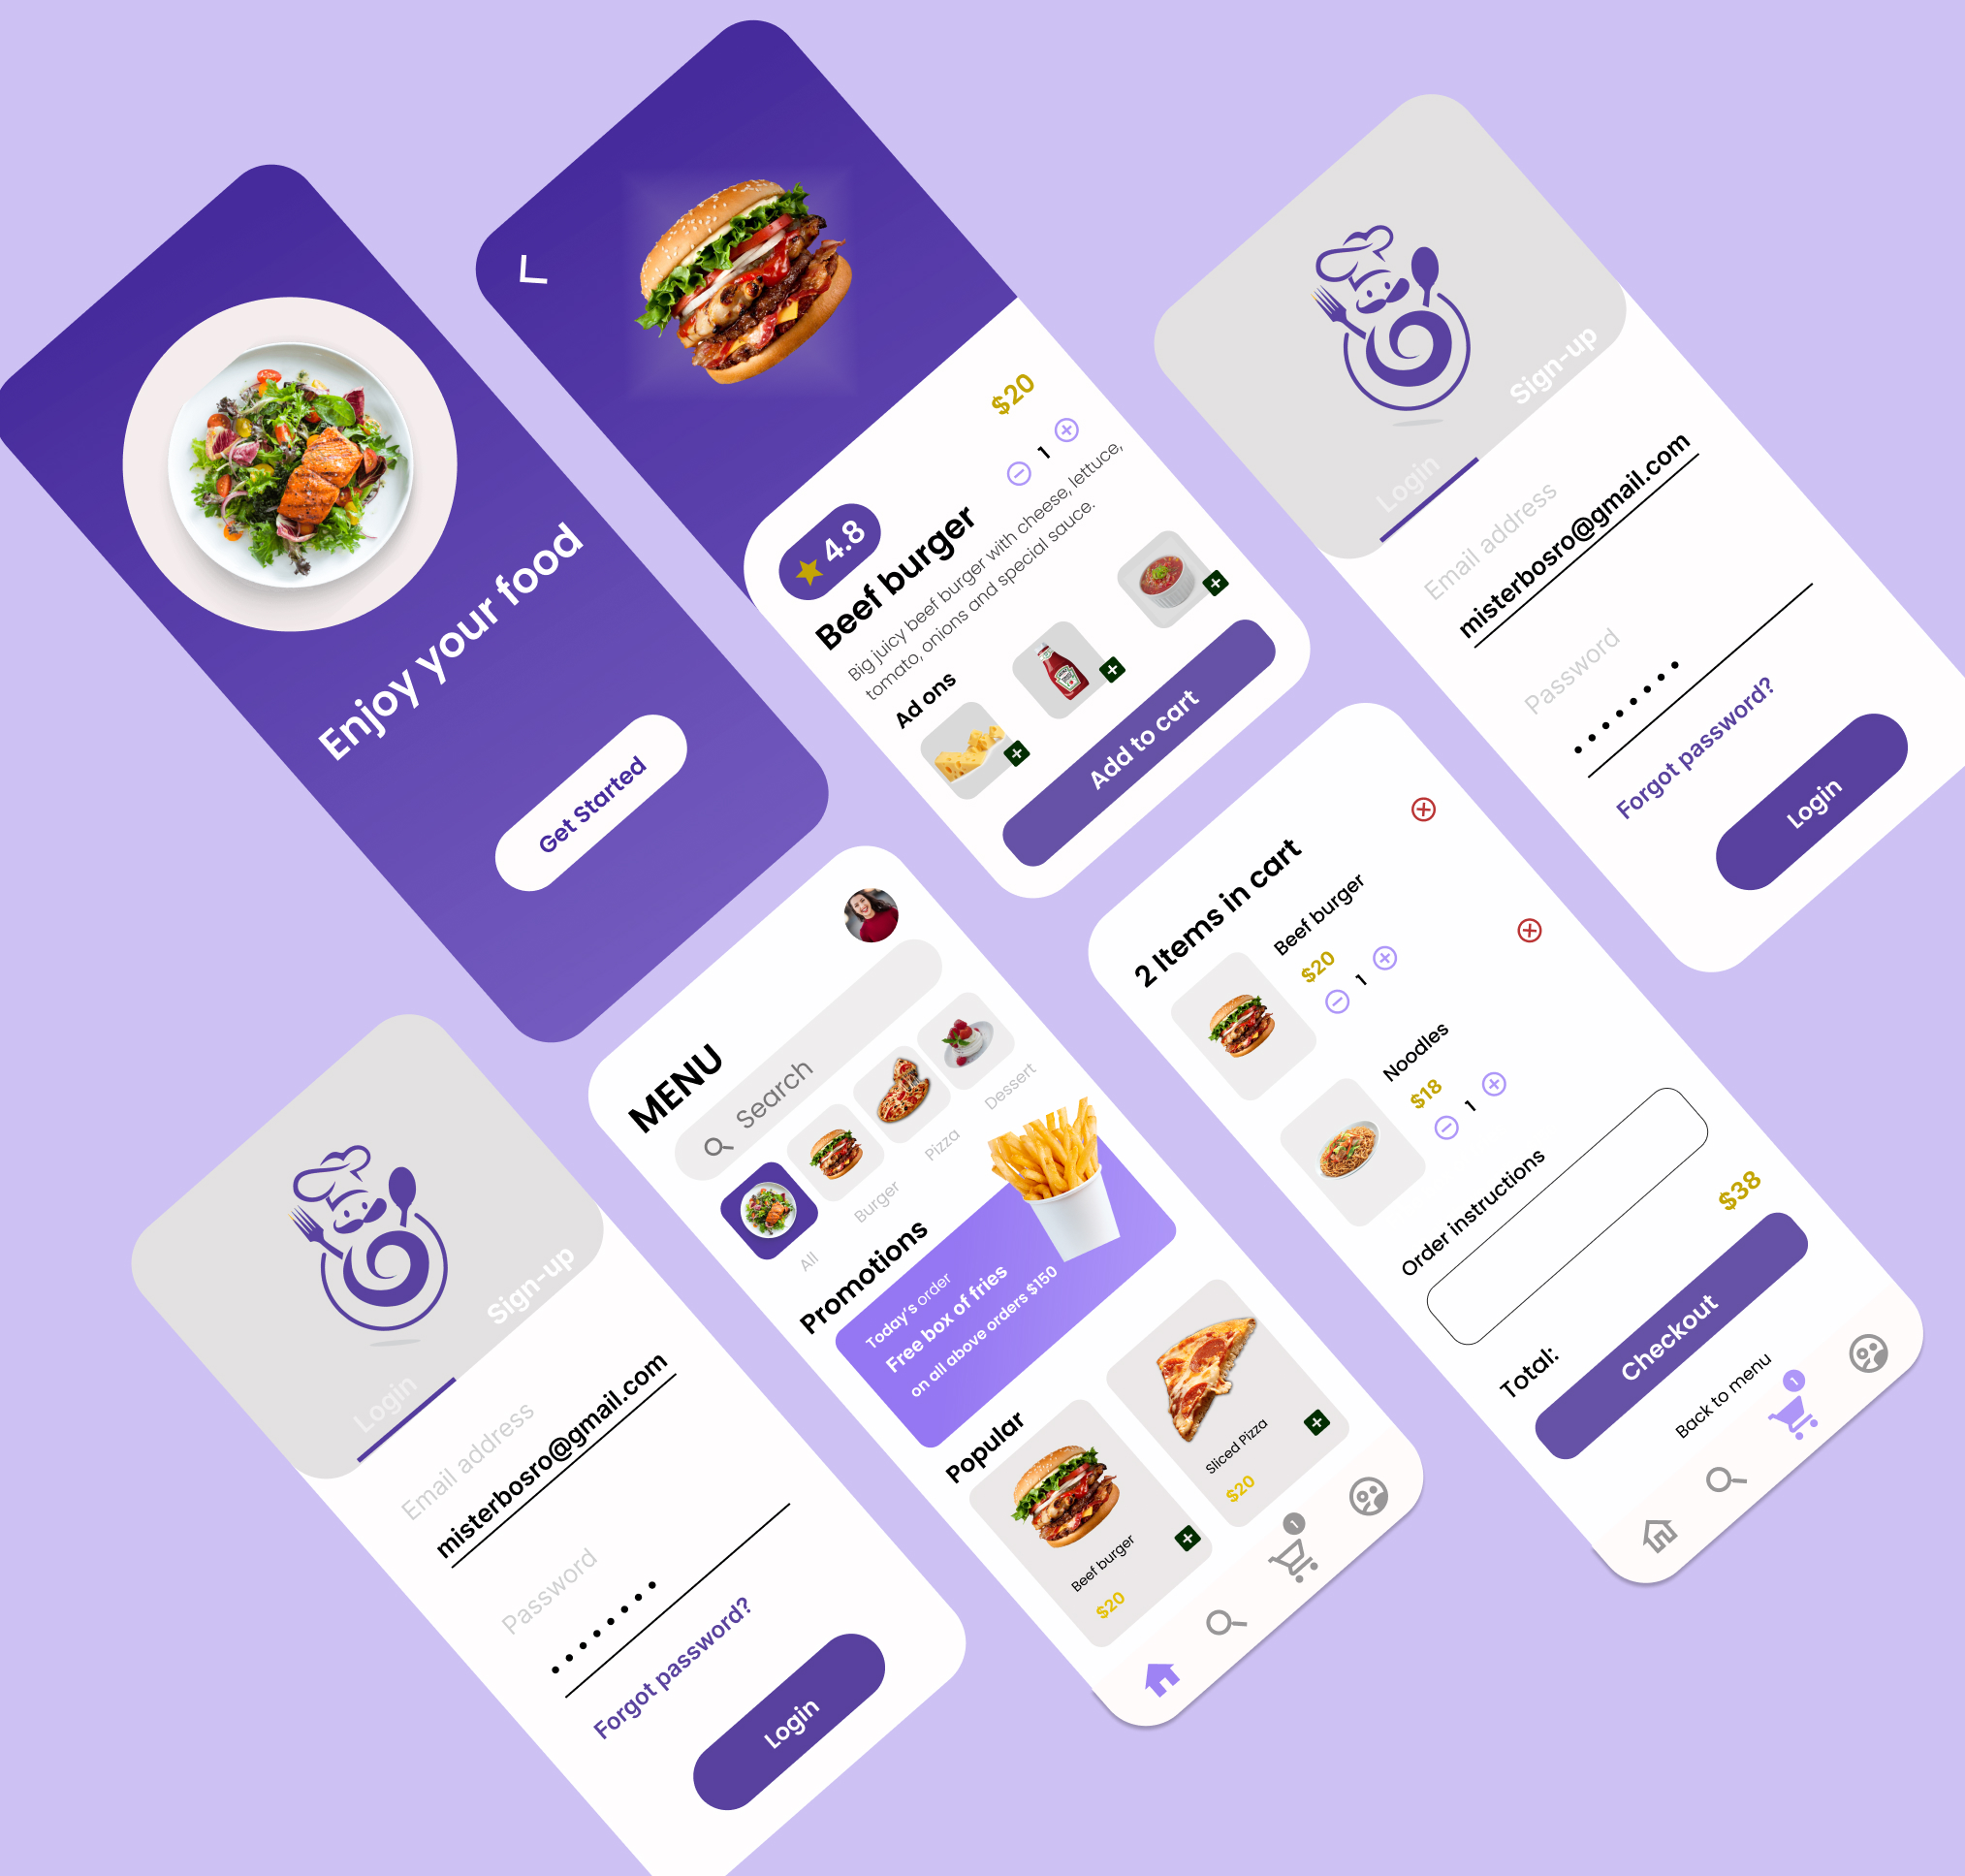 Enjoy your food
Get Started
$20
1
4.8
Beef burger
Big juicy beef burger with cheese, lettuce,
tomato, onions and special sauce.
Ad ons
Add to cart
Login
Sign-up
Email address
misterbosro@gmail.com
Password
Forgot password?
Login
Login
Sign-up
Email address
misterbosro@gmail.com
Password
Forgot password?
Login
MENU
Search
All
Burger
Pizza
Dessert
Promotions
Today's order
Free box of fries
on all above orders $150
Popular
Beef burger
$20
Sliced Pizza
$20
1
2 Items in cart
Beef burger
$20
1
Noodles
$18
1
Order instructions
Total:
$38
Checkout
Back to menu
1